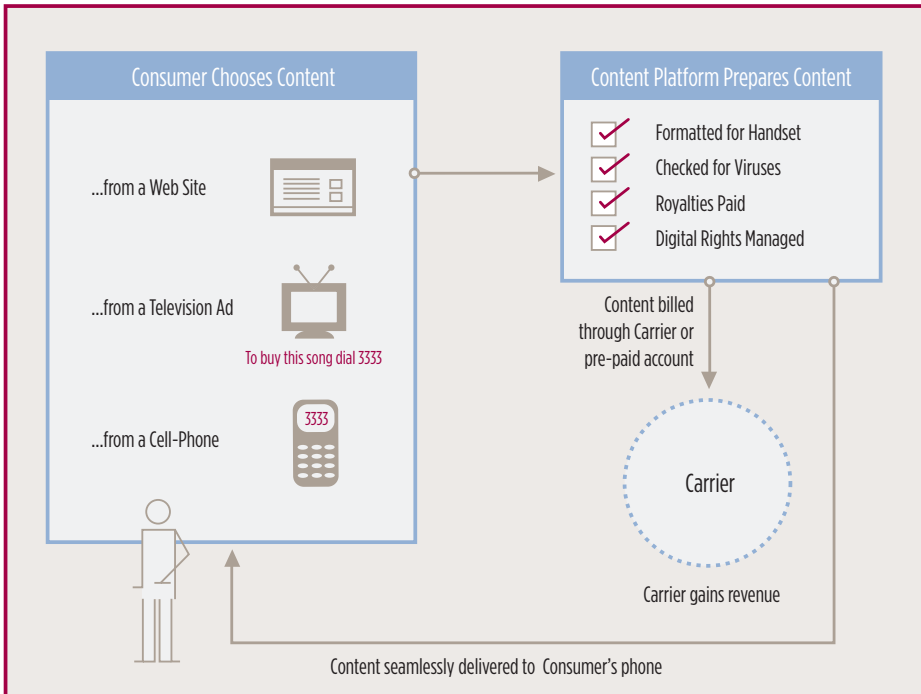 Consumer Chooses Content
...from a Web Site
...from a Television Ad
To buy this song dial 3333
...from a Cell-Phone
3333
Content Platform Prepares Content
Formatted for Handset
Checked for Viruses
Royalties Paid
Digital Rights Managed
Content billed
through Carrier or
pre-paid account
Carrier
Carrier gains revenue
Content seamlessly delivered to Consumer's phone